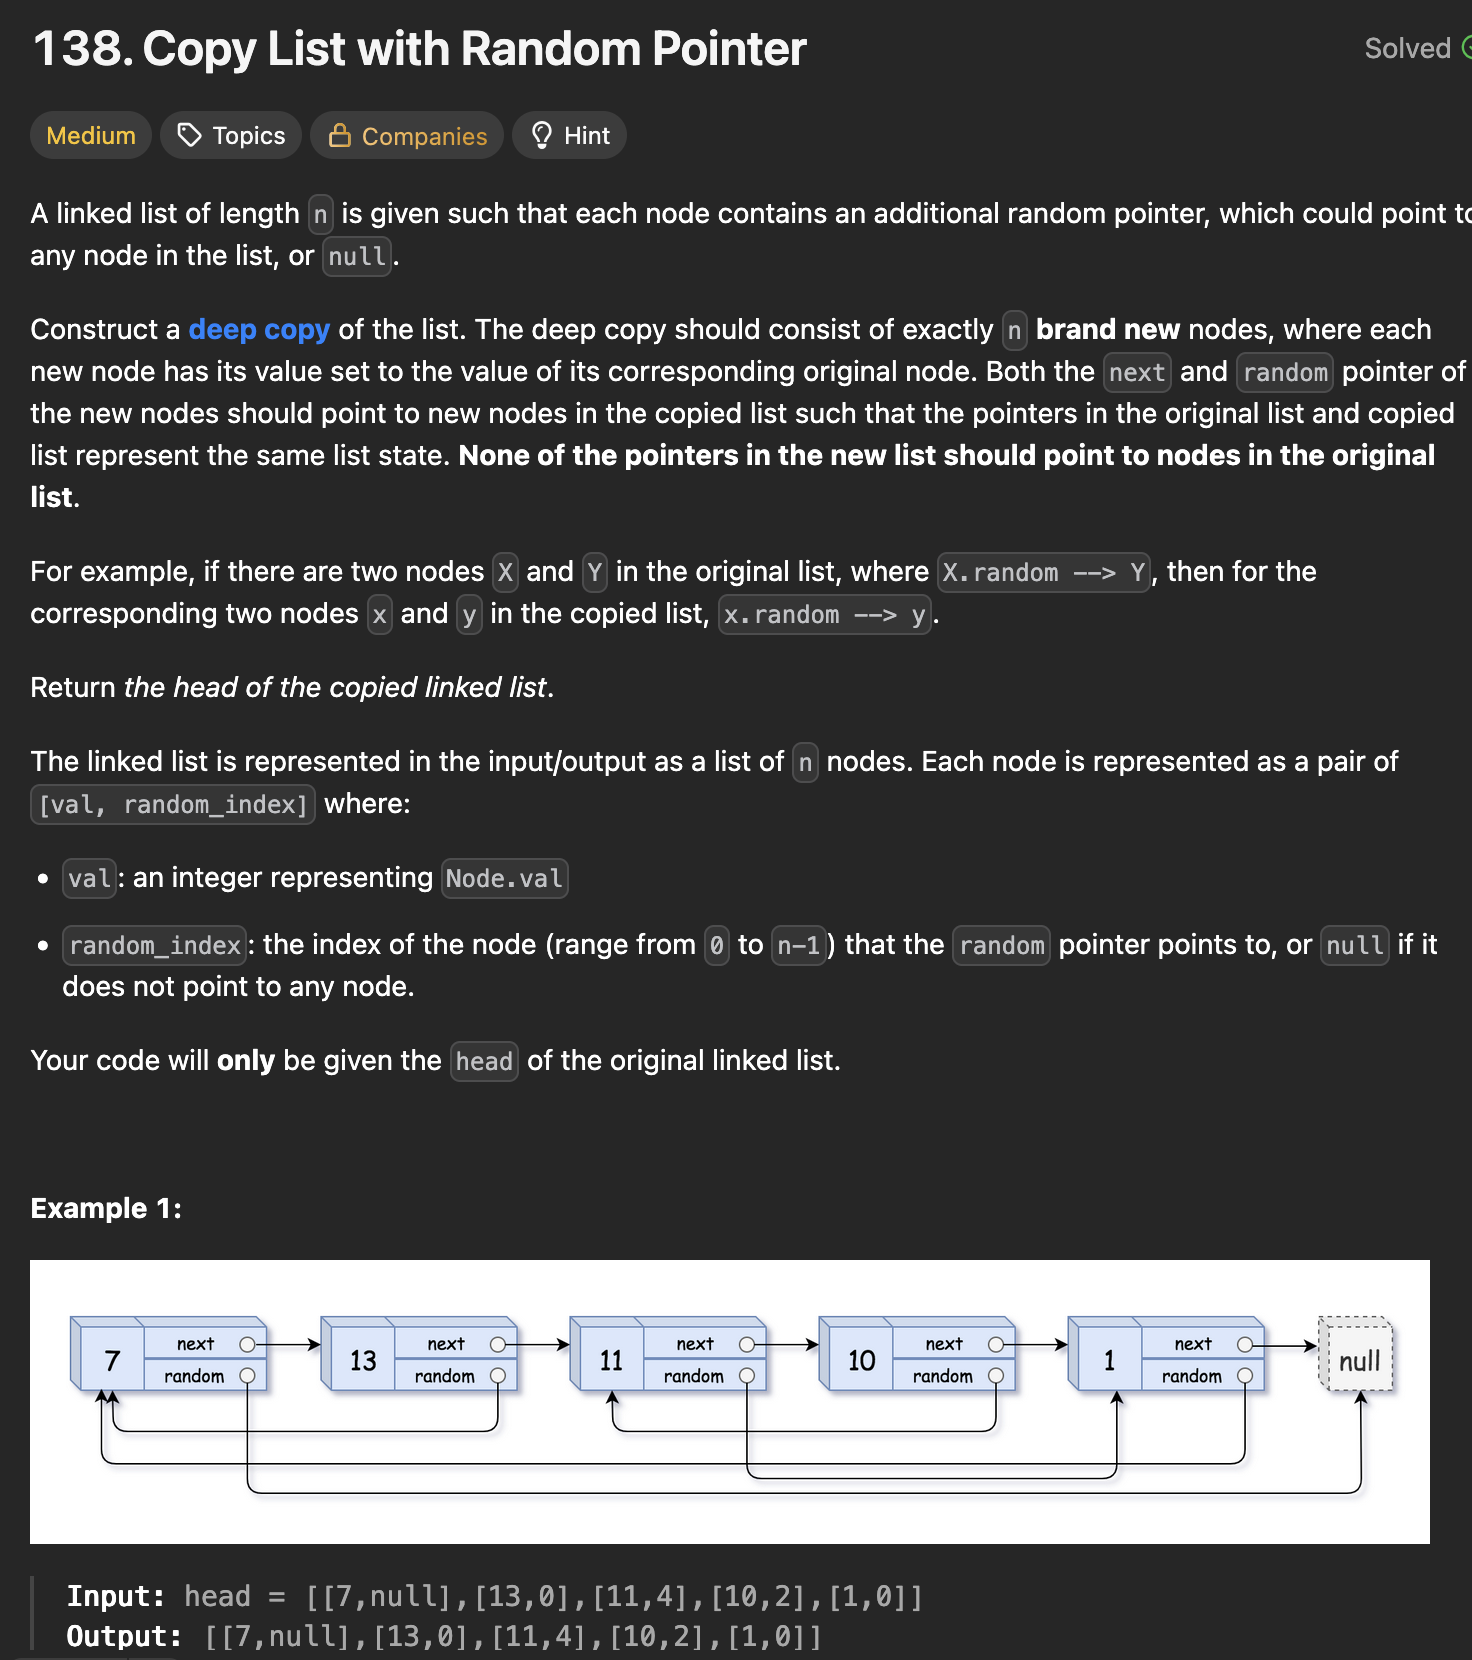 138. Copy List with Random Pointer
Solved
Medium Topics Companies Hint
A linked list of length n is given such that each node contains an additional random pointer, which could point to
any node in the list, or null.
Construct a deep copy of the list. The deep copy should consist of exactly n brand new nodes, where each
new node has its value set to the value of its corresponding original node. Both the next and random pointer of
the new nodes should point to new nodes in the copied list such that the pointers in the original list and copied
list represent the same list state. None of the pointers in the new list should point to nodes in the original
list.
For example, if there are two nodes X and Y in the original list, where X.random --> Y, then for the
corresponding two nodes x and y in the copied list, x.random --> y.
Return the head of the copied linked list.
The linked list is represented in the input/output as a list of n nodes. Each node is represented as a pair of
[val, random_index] where:
• val: an integer representing Node.val
• random_index: the index of the node (range from 0 to n-1) that the random pointer points to, or null if it
does not point to any node.
Your code will only be given the head of the original linked list.
Example 1:
7 next random 13 next random 11 next random 10 next random 1 next random null
Input: head = [[7,null],[13,0],[11,4],[10,2],[1,0]]
Output: [[7,null],[13,0],[11,4],[10,2],[1,0]]